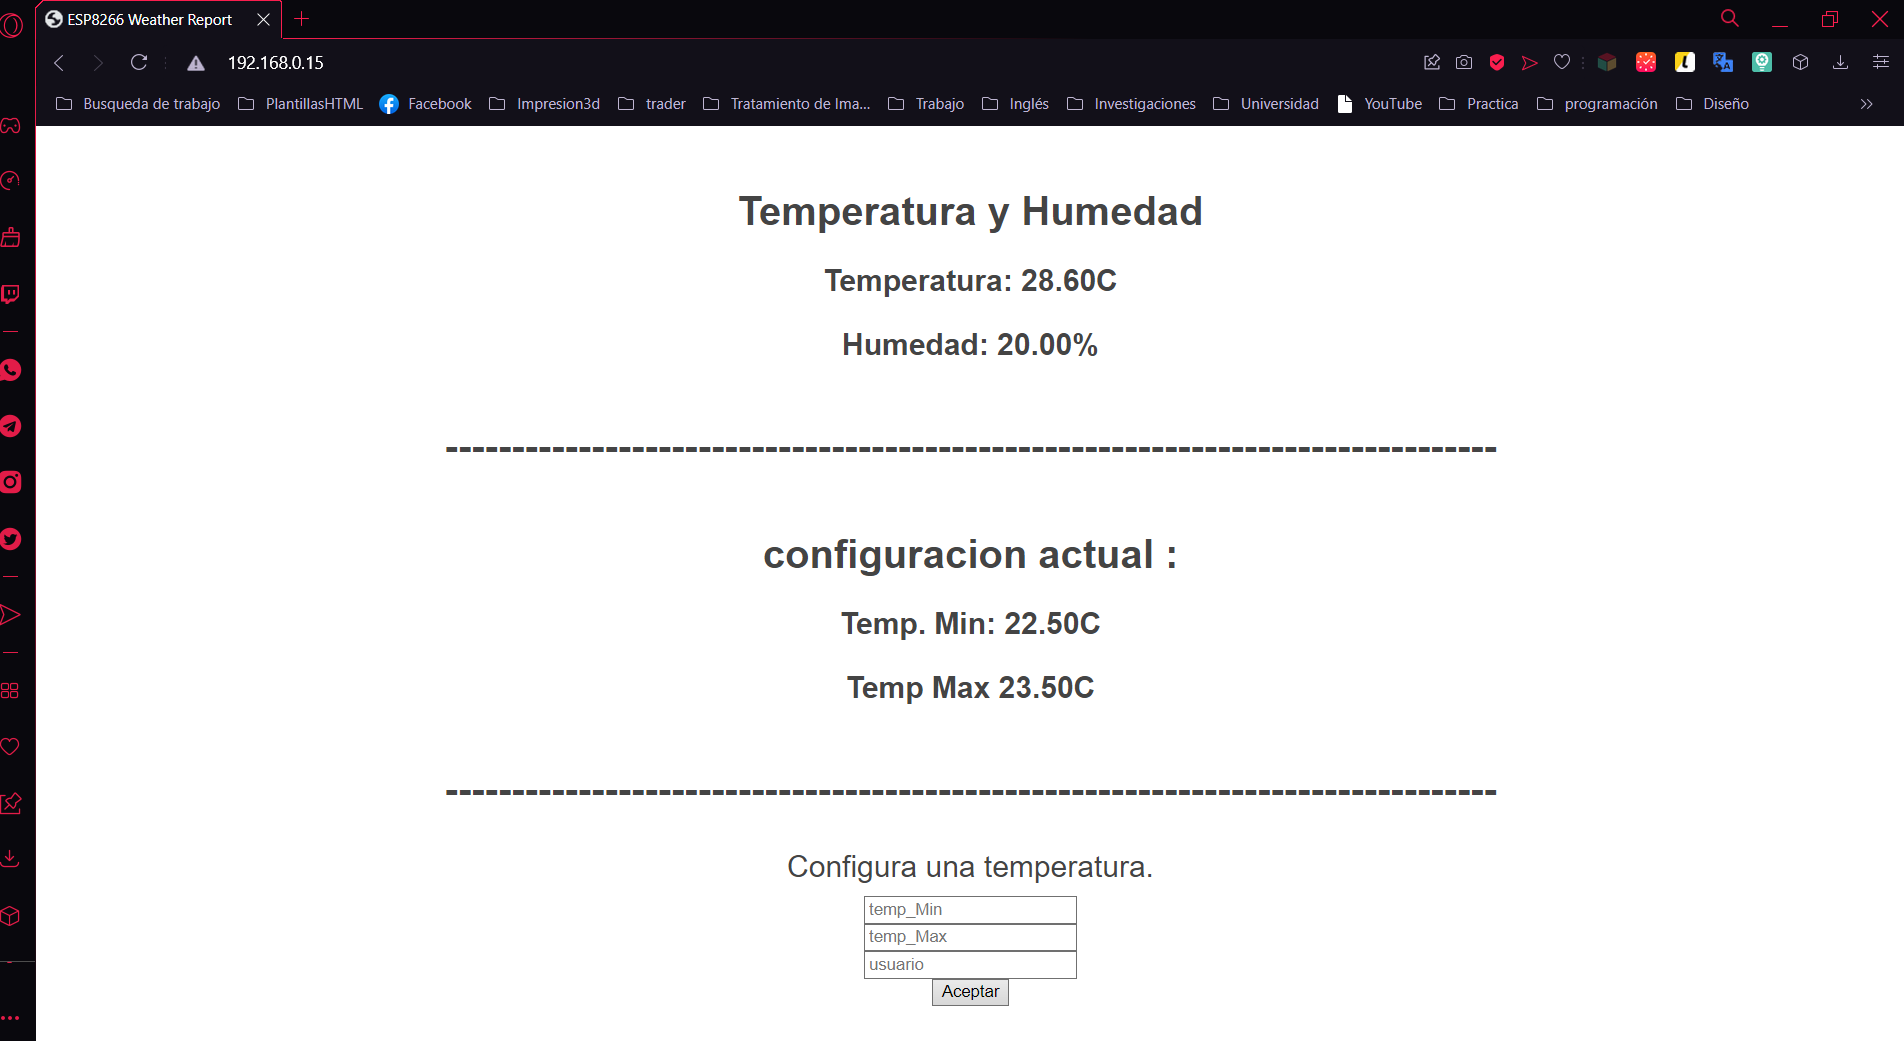 ESP8266 Weather Report
192.168.0.15
Busqueda de trabajo PlantillasHTML Facebook Impresion3d trader Tratamiento de Ima... Trabajo Inglés Investigaciones Universidad YouTube Practica programación Diseño
Temperatura y Humedad
Temperatura: 28.60C
Humedad: 20.00%
--------------------------------------------------------------------------------
configuracion actual :
Temp. Min: 22.50C
Temp Max 23.50C
--------------------------------------------------------------------------------
Configura una temperatura.
temp_Min
temp_Max
usuario
Aceptar